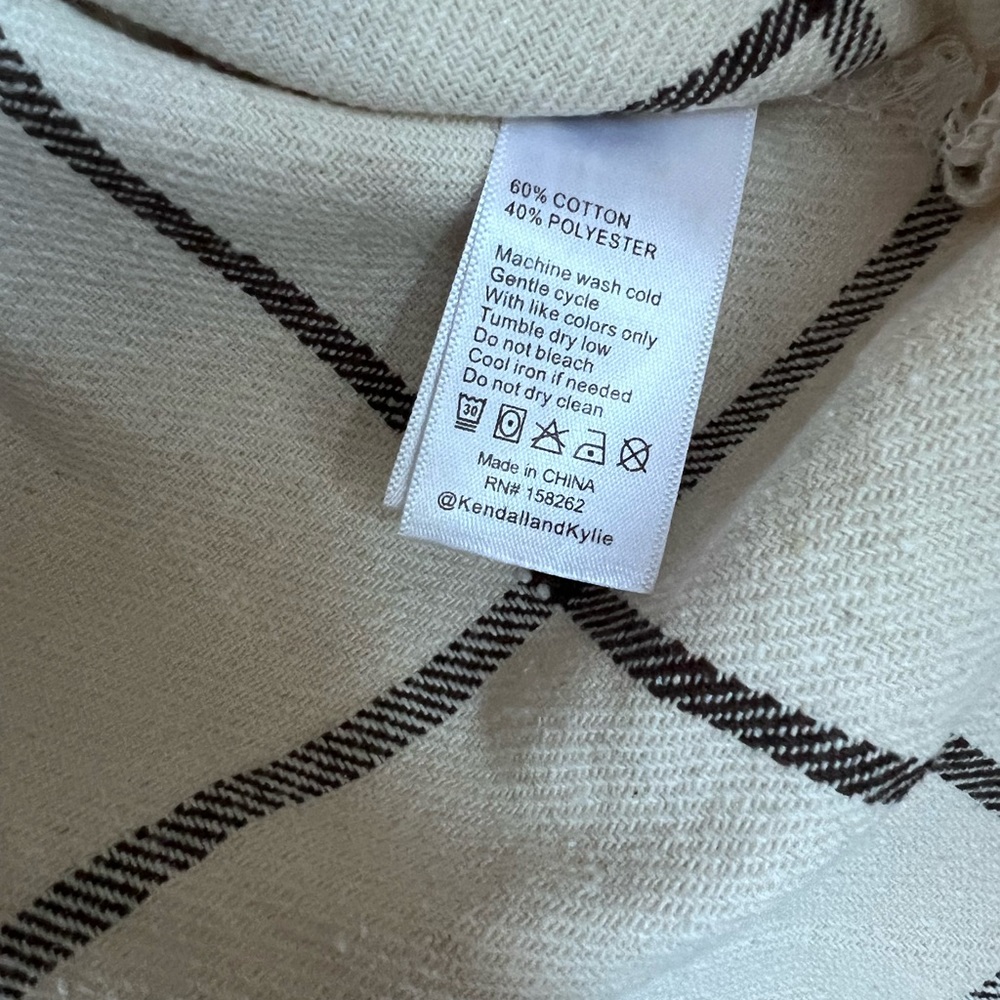 60% COTTON
40% POLYESTER
Machine wash cold
Gentle cycle
With like colors only
Tumble dry low
Do not bleach
Cool iron if needed
Do not dry clean
30
Made in CHINA
RN# 158262
@KendallandKylie